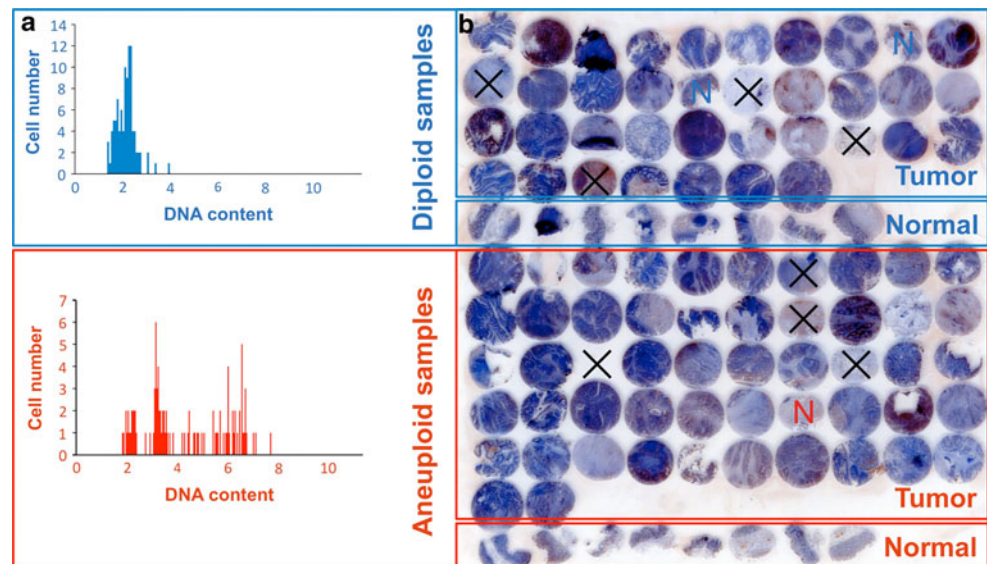 a
14
12
10
8
6
4
2
0
Cell number
0 2 4 6 8 10
DNA content
Diploid samples
b
N
N
Tumor
Normal
7
6
5
4
3
2
1
0
Cell number
0 2 4 6 8 10
DNA content
Aneuploid samples
N
Tumor
Normal